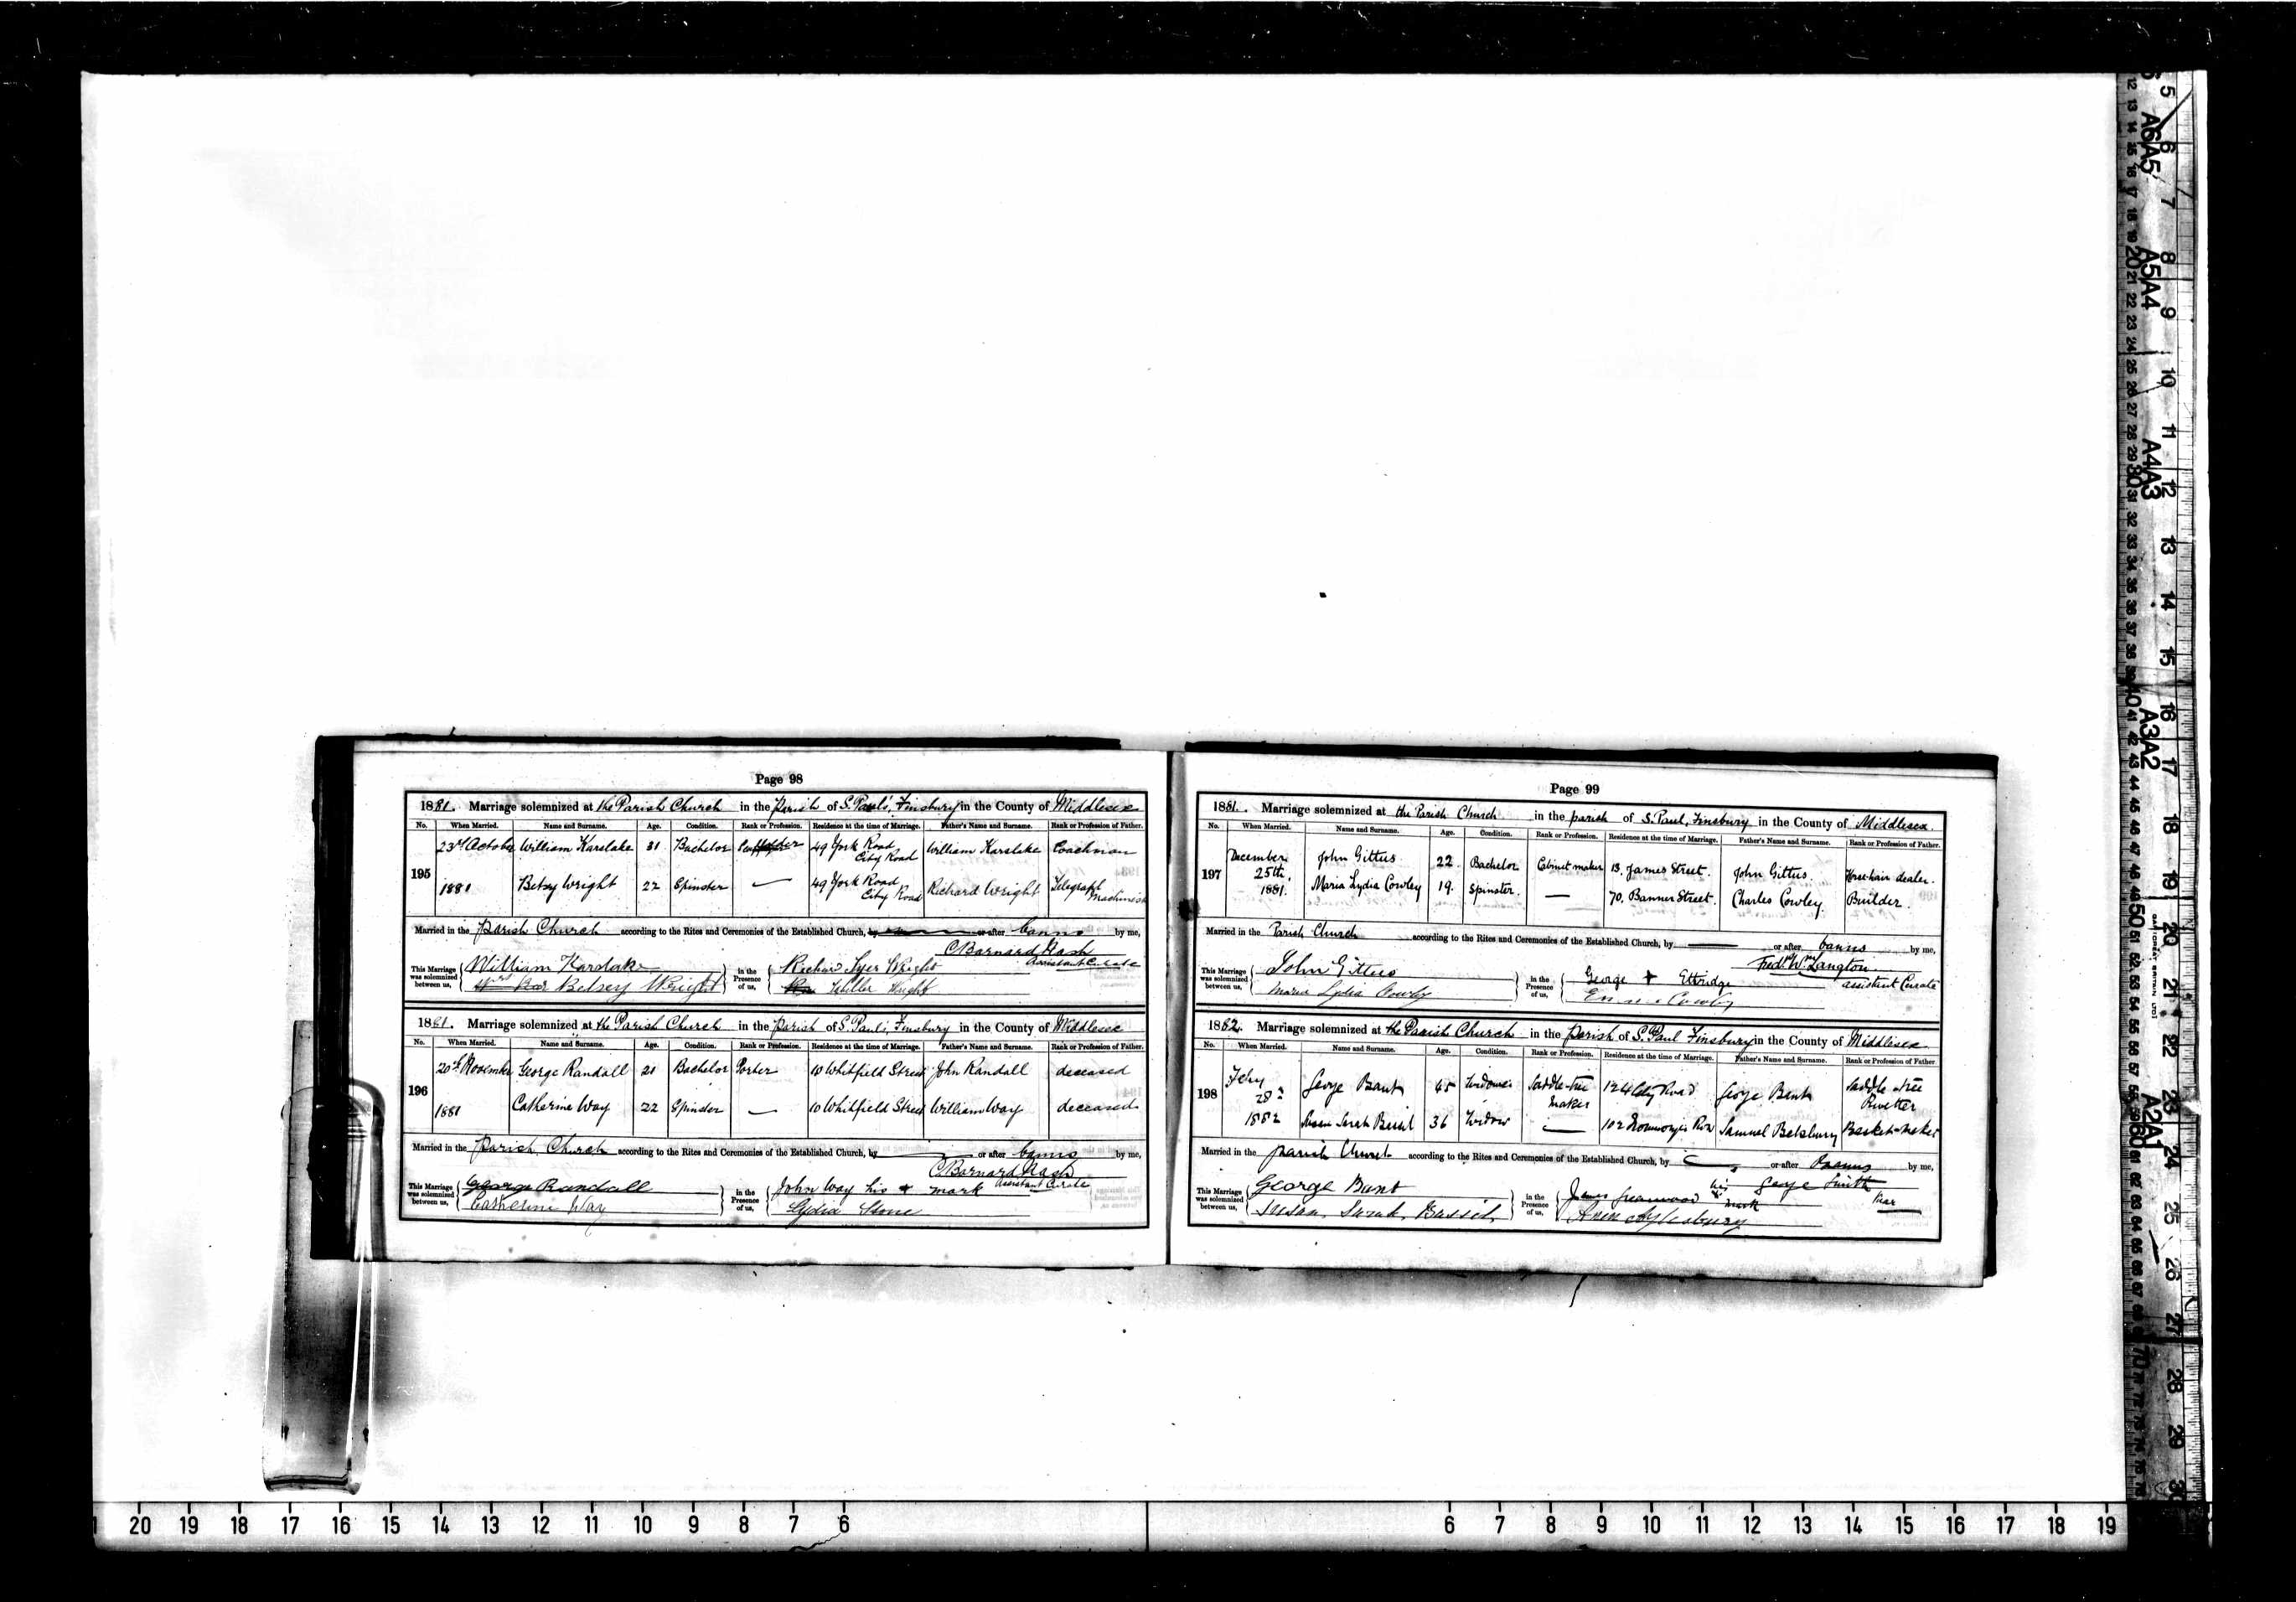 Page 98
1881. Marriage solemnized at the Parish Church in the Parish of S. Paul's, Finsbury in the County of Middlesex
No. When Married. Name and Surname. Age. Condition. Rank or Profession. Residence at the time of Marriage. Father's Name and Surname. Rank or Profession of Father.
195 23rd October William Karslake 31 Bachelor 49 York Road City Road William Karslake Coachman
1881 Betsy Wright 22 Spinster — 49 York Road City Road Richard Wright Telegraph Machinist
Married in the Parish Church according to the Rites and Ceremonies of the Established Church, or after banns by me,
C Barnard Nash
Assistant Curate
This Marriage was solemnized between us, William Karslake
Betsey Wright
in the Presence of us, Richard Wright
Wright
1881. Marriage solemnized at the Parish Church in the Parish of S. Paul's, Finsbury in the County of Middlesex
No. When Married. Name and Surname. Age. Condition. Rank or Profession. Residence at the time of Marriage. Father's Name and Surname. Rank or Profession of Father.
196 20th November George Randall 21 Bachelor Porter 10 Whitfield Street John Randall deceased
1881 Catherine Way 22 Spinster — 10 Whitfield Street William Way deceased
Married in the Parish Church according to the Rites and Ceremonies of the Established Church, by — or after banns by me,
C Barnard Nash
Assistant Curate
This Marriage was solemnized between us, George Randall
Catherine Way
in the Presence of us, John Way his + mark
Lydia Stone
Page 99
1881. Marriage solemnized at the Parish Church in the parish of S. Paul, Finsbury in the County of Middlesex.
No. When Married. Name and Surname. Age. Condition. Rank or Profession. Residence at the time of Marriage. Father's Name and Surname. Rank or Profession of Father.
197 December 25th, 1881. John Gittus 22. Bachelor Cabinet maker 13. James Street. John Gittus. Horse-hair dealer.
Maria Lydia Cowley 19. Spinster. — 70. Banner Street. Charles Cowley. Builder.
Married in the Parish Church according to the Rites and Ceremonies of the Established Church, by — or after banns by me,
Fredk. Wm. Langton
assistant Curate
This Marriage was solemnized between us, John Gittus
Maria Lydia Cowley
in the Presence of us, George + Ettridge
Cowley
1882. Marriage solemnized at the Parish Church in the Parish of S. Paul Finsbury in the County of Middlesex
No. When Married. Name and Surname. Age. Condition. Rank or Profession. Residence at the time of Marriage. Father's Name and Surname. Rank or Profession of Father
198 Feby 28 1882 George Bant 45 Widower Saddle-tree Maker 124 City Road George Bant Saddle-tree Rivetter
Susan Sarah 36 Widow — 102 Row Samuel Basket-maker
Married in the Parish Church according to the Rites and Ceremonies of the Established Church, by — or after Banns by me,
George Smith
Vicar
This Marriage was solemnized between us, George Bant
Susan Sarah Bassil
in the Presence of us, James Greenwood his x mark
Ann Aylesbury